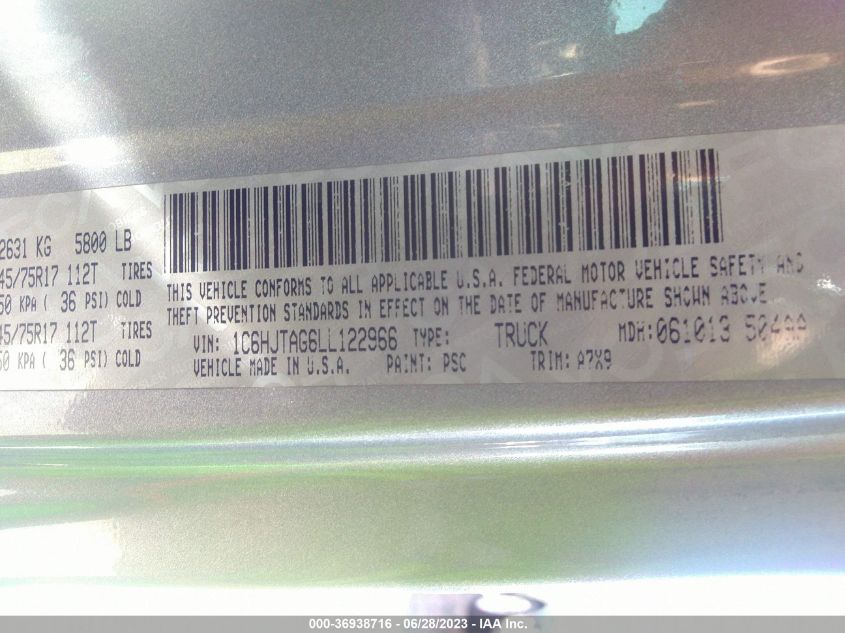 2631 KG 5800 LB
45/75R17 112T TIRES
50 KPA ( 36 PSI) COLD
45/75R17 112T TIRES
50 KPA ( 36 PSI) COLD
THIS VEHICLE CONFORMS TO ALL APPLICABLE U.S.A. FEDERAL MOTOR VEHICLE SAFETY AND
THEFT PREVENTION STANDARDS IN EFFECT ON THE DATE OF MANUFACTURE SHOWN ABOVE
VIN: 1C6HJTAG6LL122966 TYPE: TRUCK MDH: 061013
VEHICLE MADE IN U.S.A. PAINT: PSC TRIM: A7X9
000-36938716 - 06/28/2023 - IAA Inc.